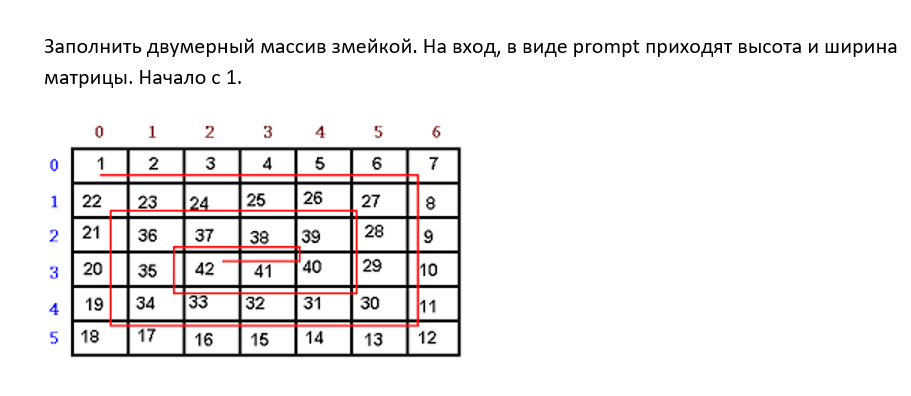 Заполнить двумерный массив змейкой. На вход, в виде prompt приходят высота и ширина
матрицы. Начало с 1.
0 1 2 3 4 5 6
0 1 2 3 4 5 6 7
1 22 23 24 25 26 27 8
2 21 36 37 38 39 28 9
3 20 35 42 41 40 29 10
4 19 34 33 32 31 30 11
5 18 17 16 15 14 13 12